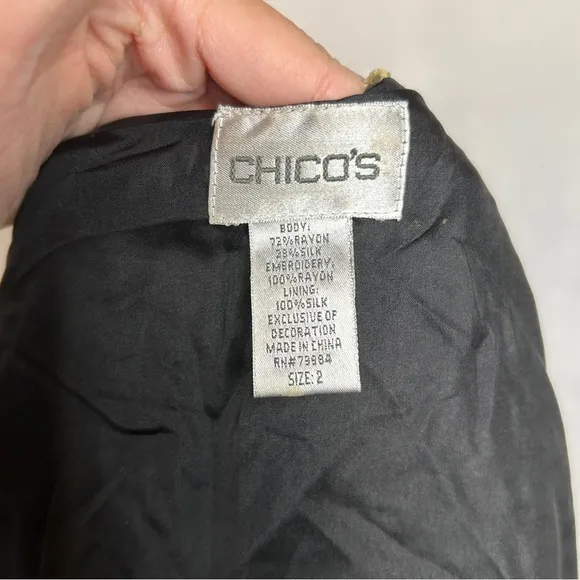 CHICO'S
BODY:
72%RAYON
28%SILK
EMBROIDERY:
100%RAYON
LINING:
100%SILK
EXCLUSIVE OF
DECORATION
MADE IN CHINA
RN#79984
SIZE: 2